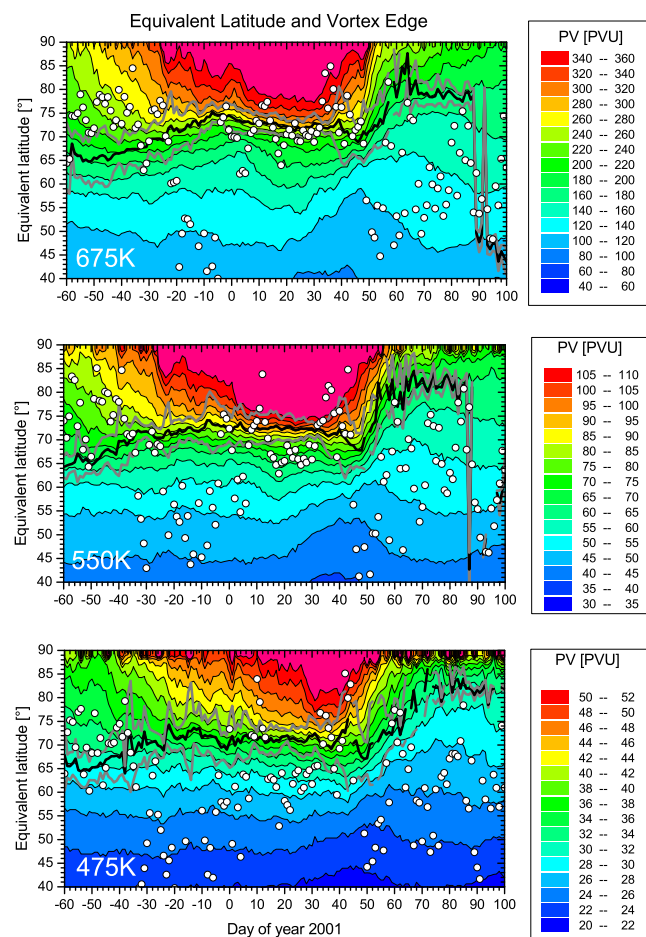 Equivalent Latitude and Vortex Edge
90
85
80
75
70
65
60
55
50
45
40
Equivalent latitude [°]
675K
-60 -50 -40 -30 -20 -10 0 10 20 30 40 50 60 70 80 90 100
PV [PVU]
340 -- 360
320 -- 340
300 -- 320
280 -- 300
260 -- 280
240 -- 260
220 -- 240
200 -- 220
180 -- 200
160 -- 180
140 -- 160
120 -- 140
100 -- 120
80 -- 100
60 -- 80
40 -- 60
90
85
80
75
70
65
60
55
50
45
40
Equivalent latitude [°]
550K
-60 -50 -40 -30 -20 -10 0 10 20 30 40 50 60 70 80 90 100
PV [PVU]
105 -- 110
100 -- 105
95 -- 100
90 -- 95
85 -- 90
80 -- 85
75 -- 80
70 -- 75
65 -- 70
60 -- 65
55 -- 60
50 -- 55
45 -- 50
40 -- 45
35 -- 40
30 -- 35
90
85
80
75
70
65
60
55
50
45
40
Equivalent latitude [°]
475K
-60 -50 -40 -30 -20 -10 0 10 20 30 40 50 60 70 80 90 100
Day of year 2001
PV [PVU]
50 -- 52
48 -- 50
46 -- 48
44 -- 46
42 -- 44
40 -- 42
38 -- 40
36 -- 38
34 -- 36
32 -- 34
30 -- 32
28 -- 30
26 -- 28
24 -- 26
22 -- 24
20 -- 22